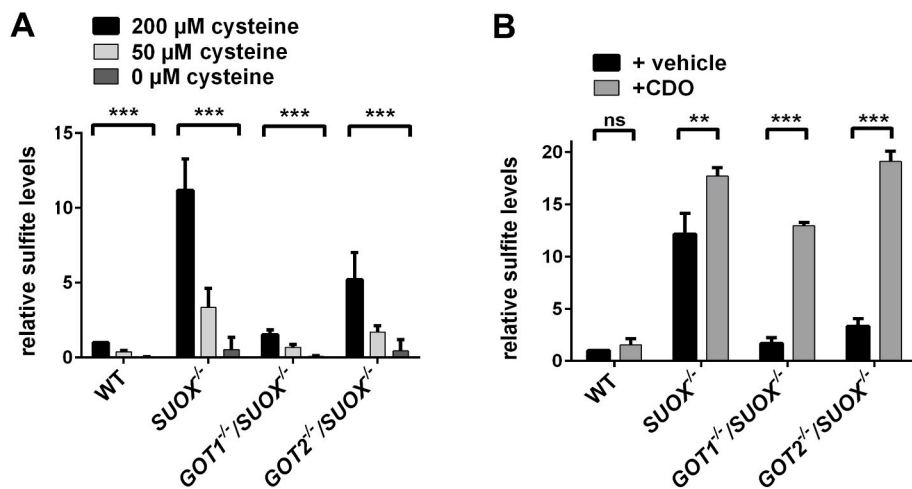 A
200 µM cysteine
50 µM cysteine
0 µM cysteine
*** *** *** ***
relative sulfite levels
15
10
5
0
WT
SUOX-/-
GOT1-/-/SUOX-/-
GOT2-/-/SUOX-/-
B
+ vehicle
+CDO
ns ** *** ***
relative sulfite levels
20
15
10
5
0
WT
SUOX-/-
GOT1-/-/SUOX-/-
GOT2-/-/SUOX-/-